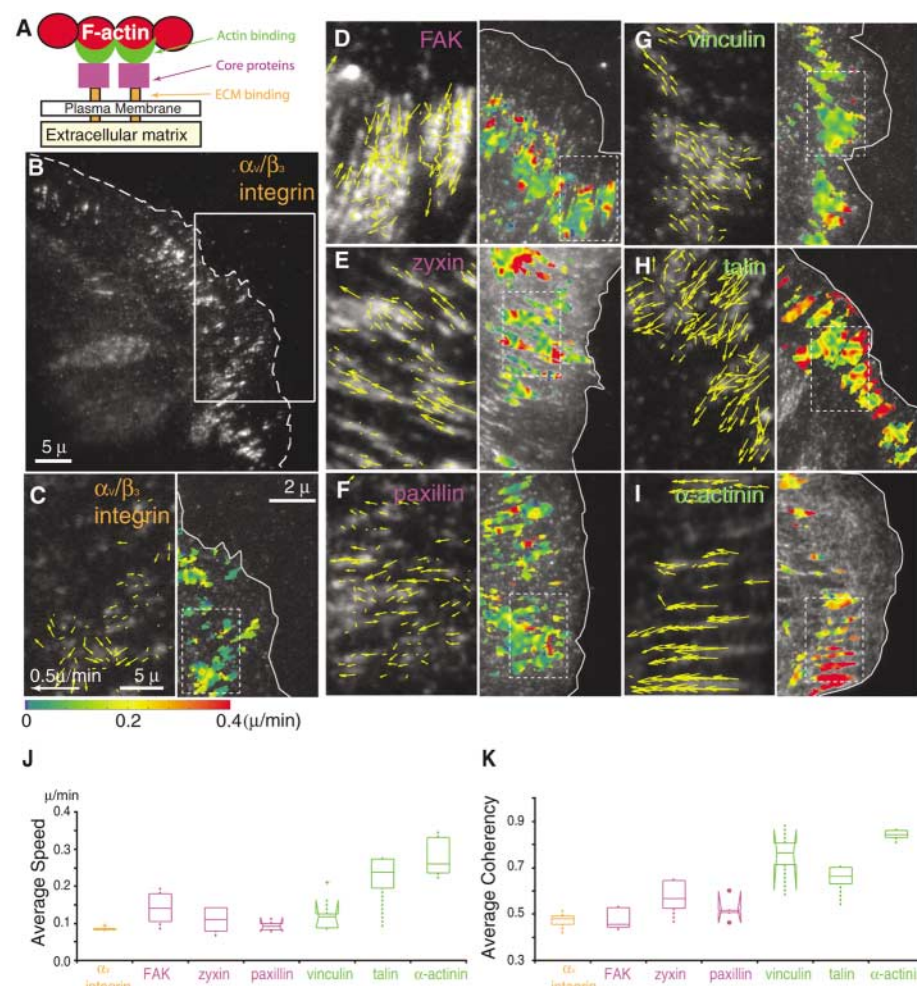 A
F-actin
Actin binding
Core proteins
ECM binding
Plasma Membrane
Extracellular matrix
B
αv/β3
integrin
5 μ
C
αv/β3
integrin
2 μ
0.5μ/min
5 μ
0 0.2 0.4(μ/min)
D
FAK
E
zyxin
F
paxillin
G
vinculin
H
talin
I
α-actinin
J
μ/min
Average Speed
0.4
0.3
0.2
0.1
0
integrin
FAK
zyxin
paxillin
vinculin
talin
α-actinin
K
Average Coherency
0.9
0.7
0.5
0.3
integrin
FAK
zyxin
paxillin
vinculin
talin
α-actinin